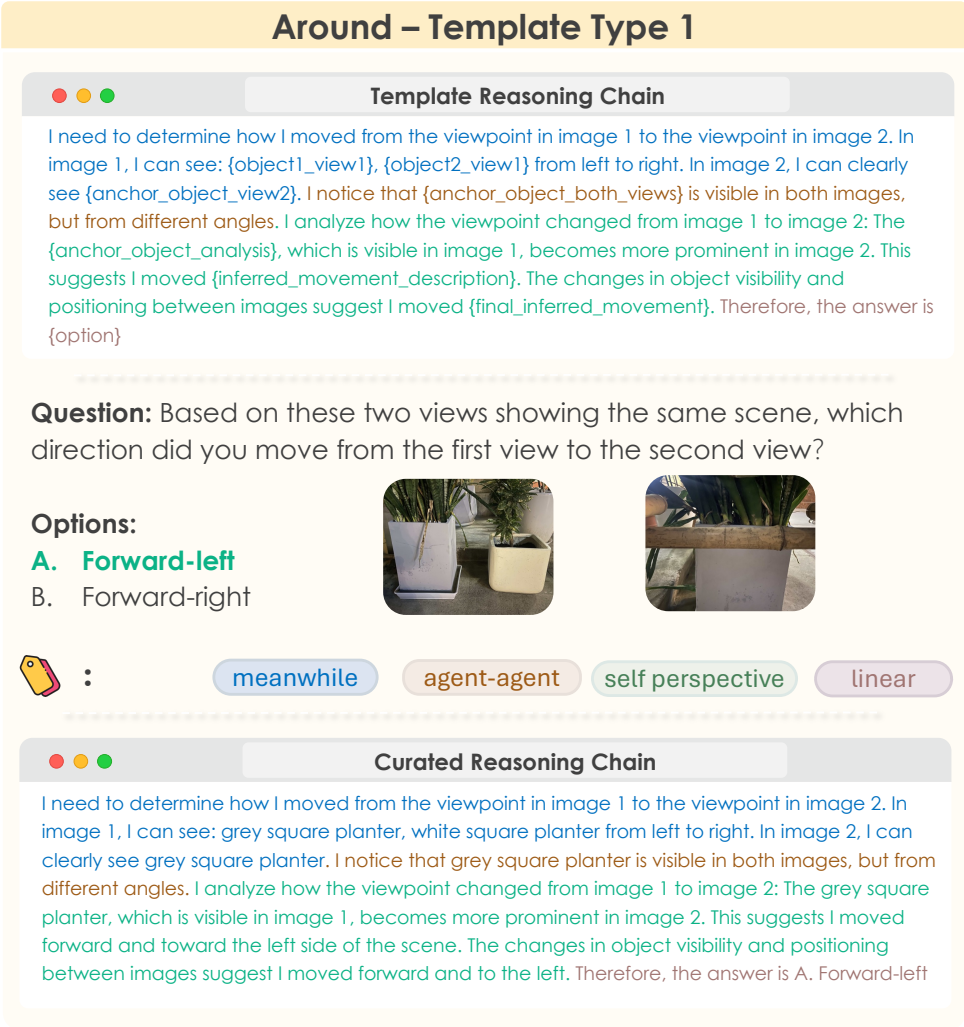 Around – Template Type 1
Template Reasoning Chain
I need to determine how I moved from the viewpoint in image 1 to the viewpoint in image 2. In
image 1, I can see: {object1_view1}, {object2_view1} from left to right. In image 2, I can clearly
see {anchor_object_view2}. I notice that {anchor_object_both_views} is visible in both images,
but from different angles. I analyze how the viewpoint changed from image 1 to image 2: The
{anchor_object_analysis}, which is visible in image 1, becomes more prominent in image 2. This
suggests I moved {inferred_movement_description}. The changes in object visibility and
positioning between images suggest I moved {final_inferred_movement}. Therefore, the answer is
{option}
Question: Based on these two views showing the same scene, which
direction did you move from the first view to the second view?
Options:
A. Forward-left
B. Forward-right
: meanwhile agent-agent self perspective linear
Curated Reasoning Chain
I need to determine how I moved from the viewpoint in image 1 to the viewpoint in image 2. In
image 1, I can see: grey square planter, white square planter from left to right. In image 2, I can
clearly see grey square planter. I notice that grey square planter is visible in both images, but from
different angles. I analyze how the viewpoint changed from image 1 to image 2: The grey square
planter, which is visible in image 1, becomes more prominent in image 2. This suggests I moved
forward and toward the left side of the scene. The changes in object visibility and positioning
between images suggest I moved forward and to the left. Therefore, the answer is A. Forward-left